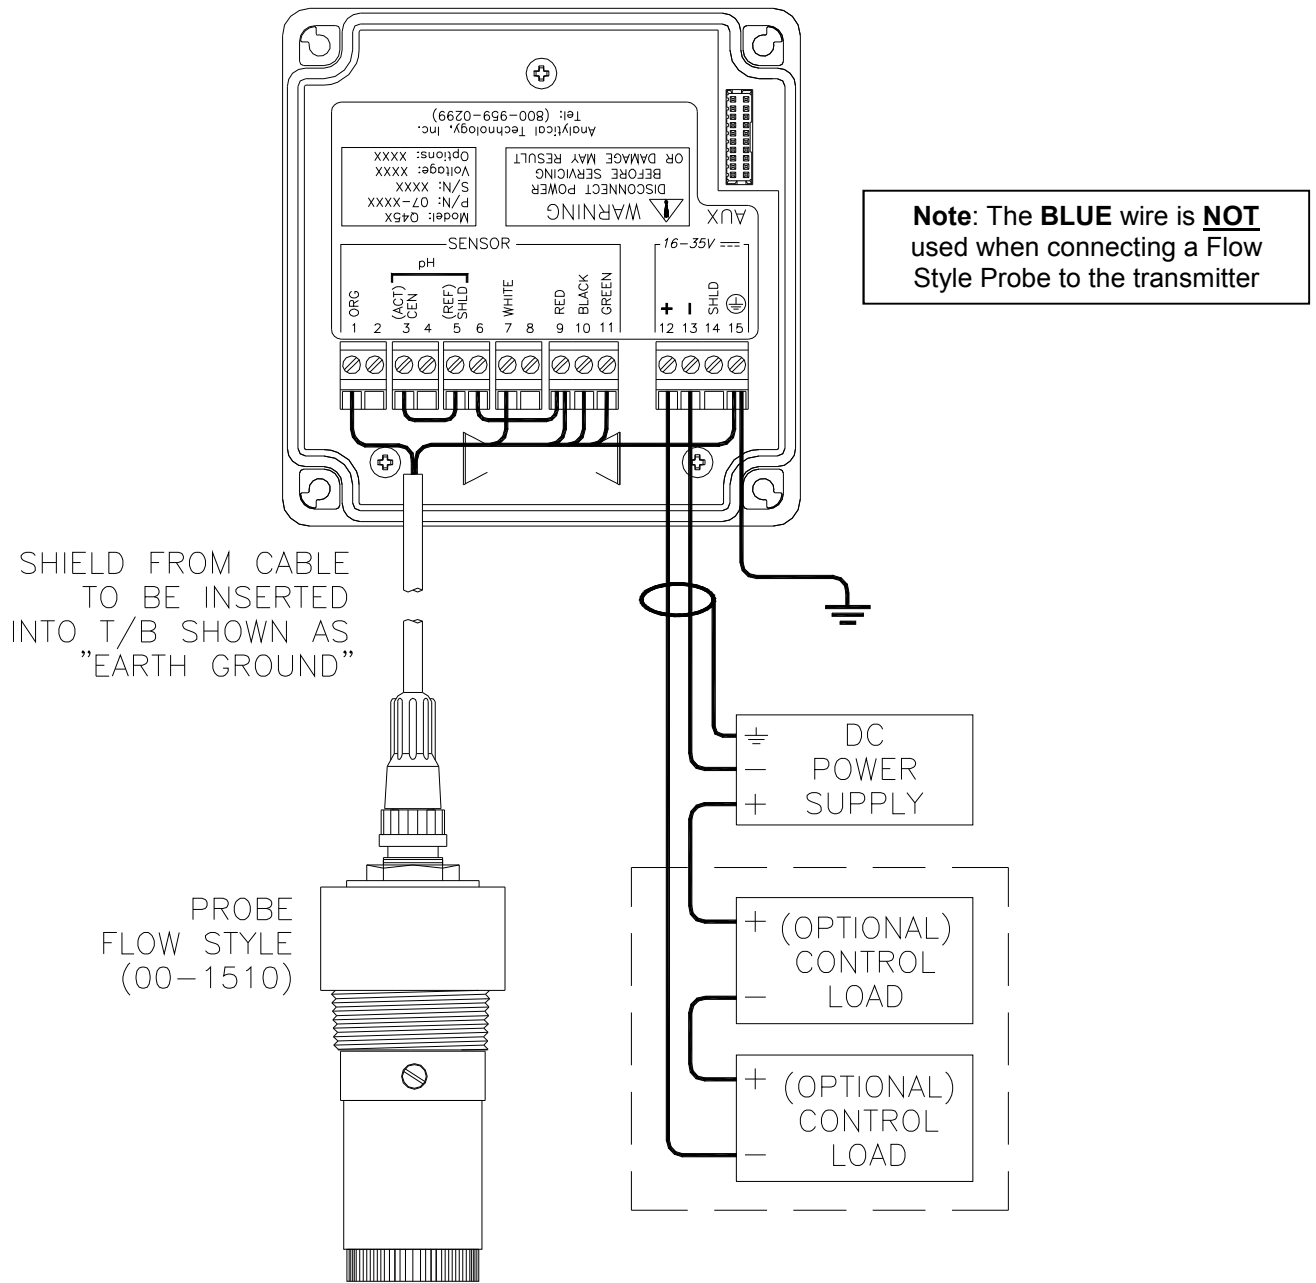 Tel: (800-959-0299)
Analytical Technology, Inc.
Options: XXXX
Voltage: XXXX
S/N: XXXX
P/N: 07-XXXX
Model: Q45X
OR DAMAGE MAY RESULT
BEFORE SERVICING
DISCONNECT POWER
WARNING
AUX
SENSOR
16-35V
pH
ORG
(ACT)
CEN
(REF)
SHLD
WHITE
RED
BLACK
GREEN
+
–
SHLD
1 2 3 4 5 6 7 8 9 10 11 12 13 14 15
Note: The BLUE wire is NOT
used when connecting a Flow
Style Probe to the transmitter
SHIELD FROM CABLE
TO BE INSERTED
INTO T/B SHOWN AS
"EARTH GROUND"
DC
– POWER
+ SUPPLY
PROBE
FLOW STYLE
(00-1510)
+ (OPTIONAL)
CONTROL
– LOAD
+ (OPTIONAL)
CONTROL
– LOAD